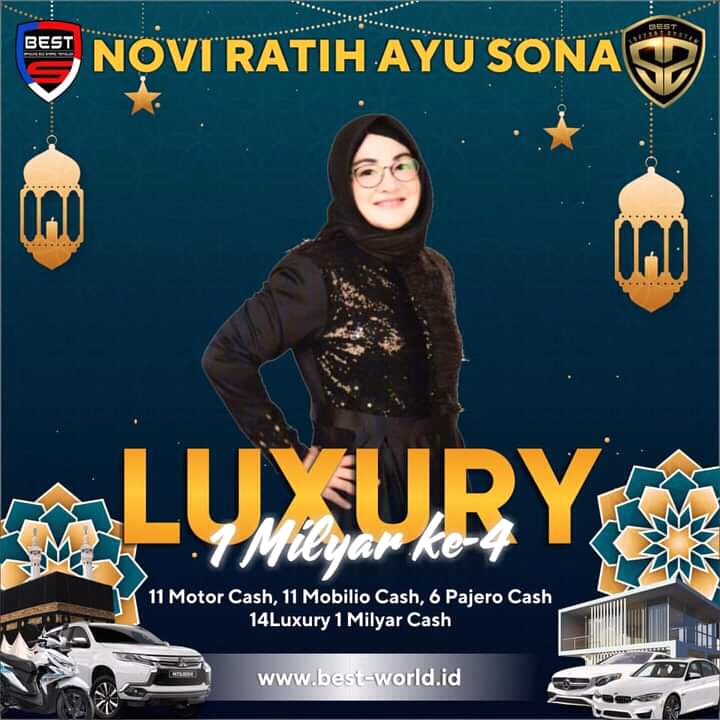 BEST
NOVI RATIH AYU SONA
BEST
LUXURY
1 Milyar ke-4
11 Motor Cash, 11 Mobilio Cash, 6 Pajero Cash
14Luxury 1 Milyar Cash
www.best-world.id